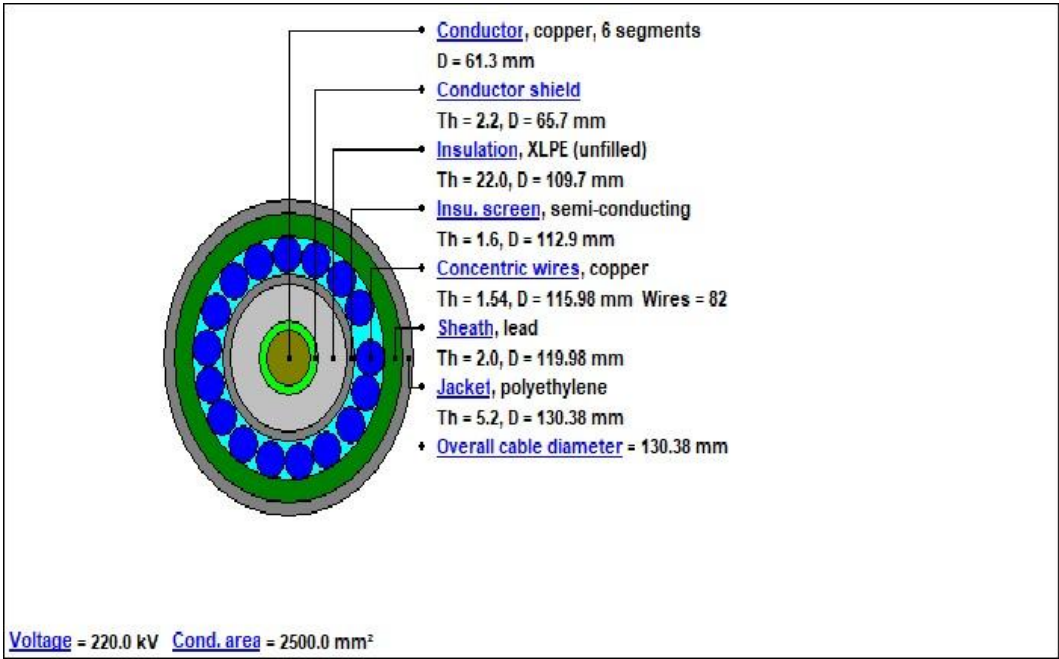 Conductor, copper, 6 segments
D = 61.3 mm
Conductor shield
Th = 2.2, D = 65.7 mm
Insulation, XLPE (unfilled)
Th = 22.0, D = 109.7 mm
Insu. screen, semi-conducting
Th = 1.6, D = 112.9 mm
Concentric wires, copper
Th = 1.54, D = 115.98 mm Wires = 82
Sheath, lead
Th = 2.0, D = 119.98 mm
Jacket, polyethylene
Th = 5.2, D = 130.38 mm
Overall cable diameter = 130.38 mm
Voltage = 220.0 kV Cond. area = 2500.0 mm²